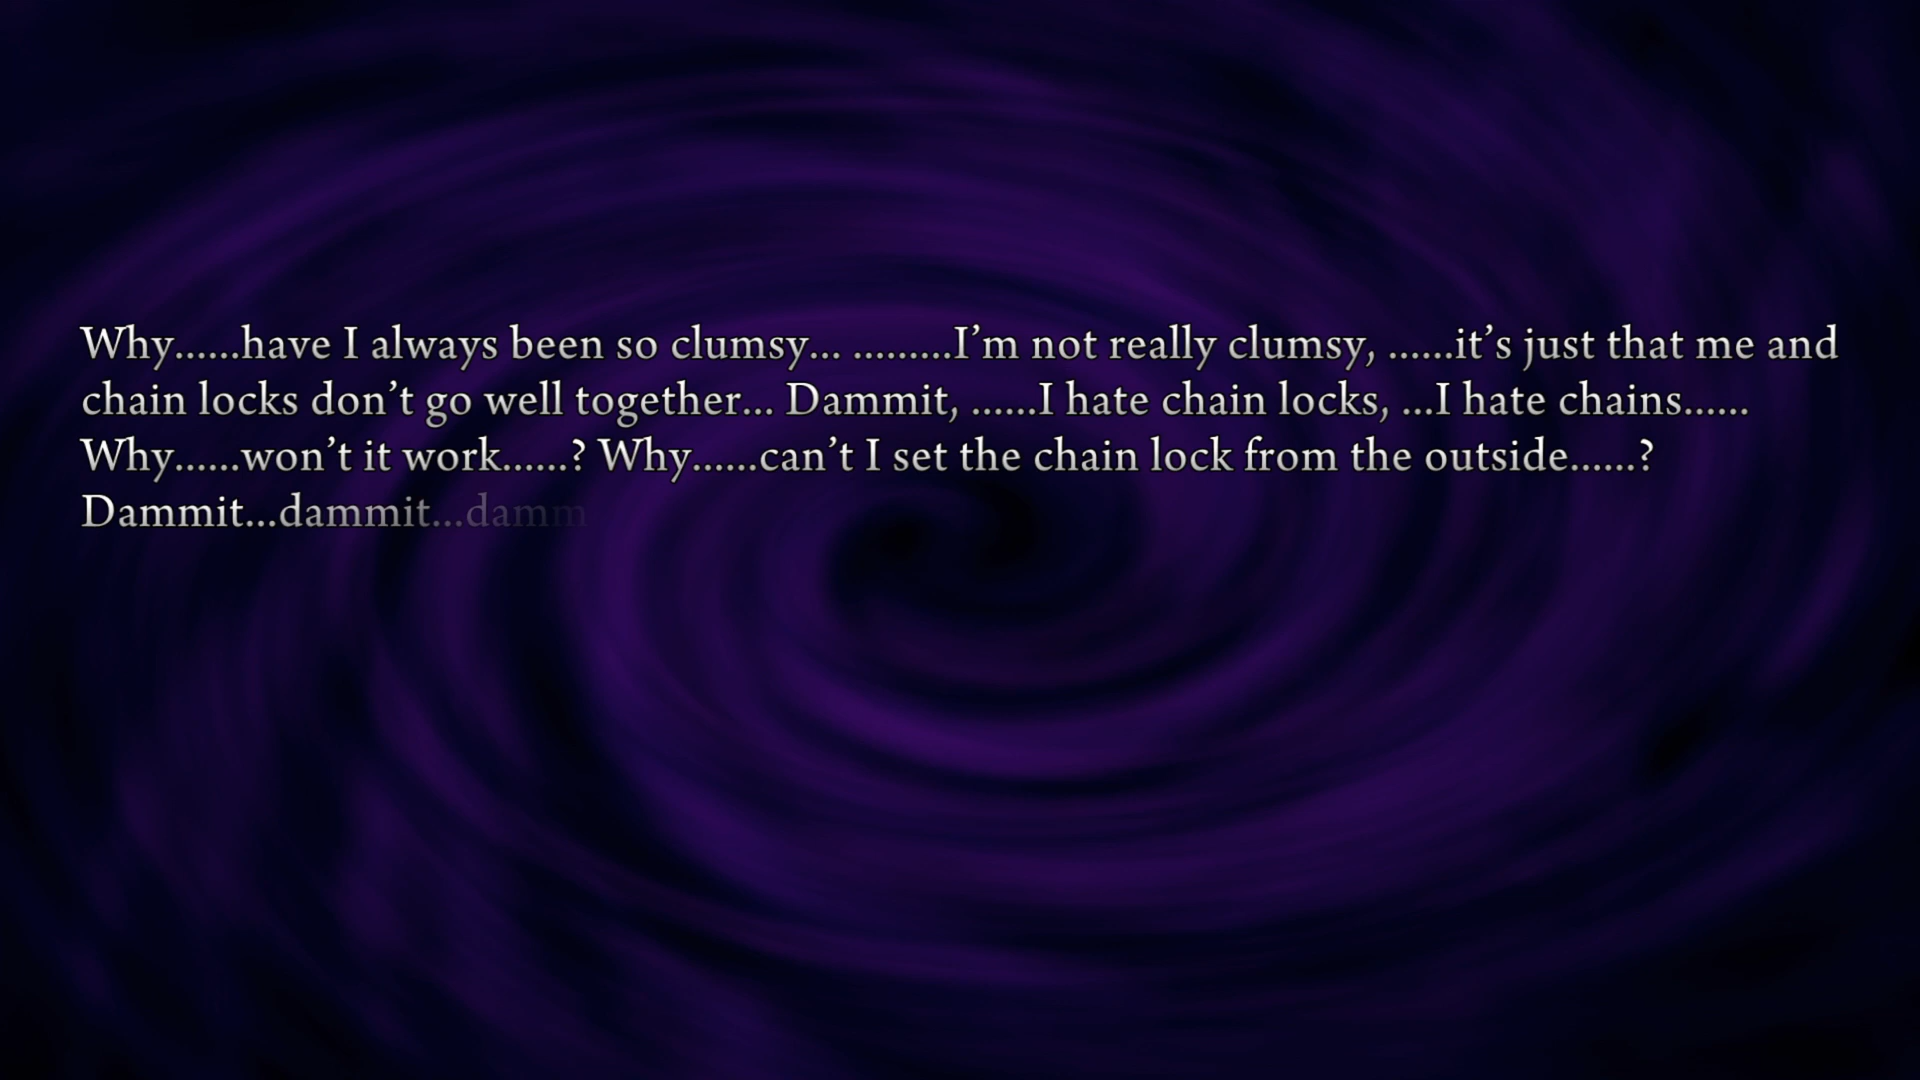 Why......have I always been so clumsy... .........I’m not really clumsy, ......it’s just that me and
chain locks don’t go well together... Dammit, ......I hate chain locks, ...I hate chains......
Why......won’t it work......? Why......can’t I set the chain lock from the outside......?
Dammit...dammit...damm